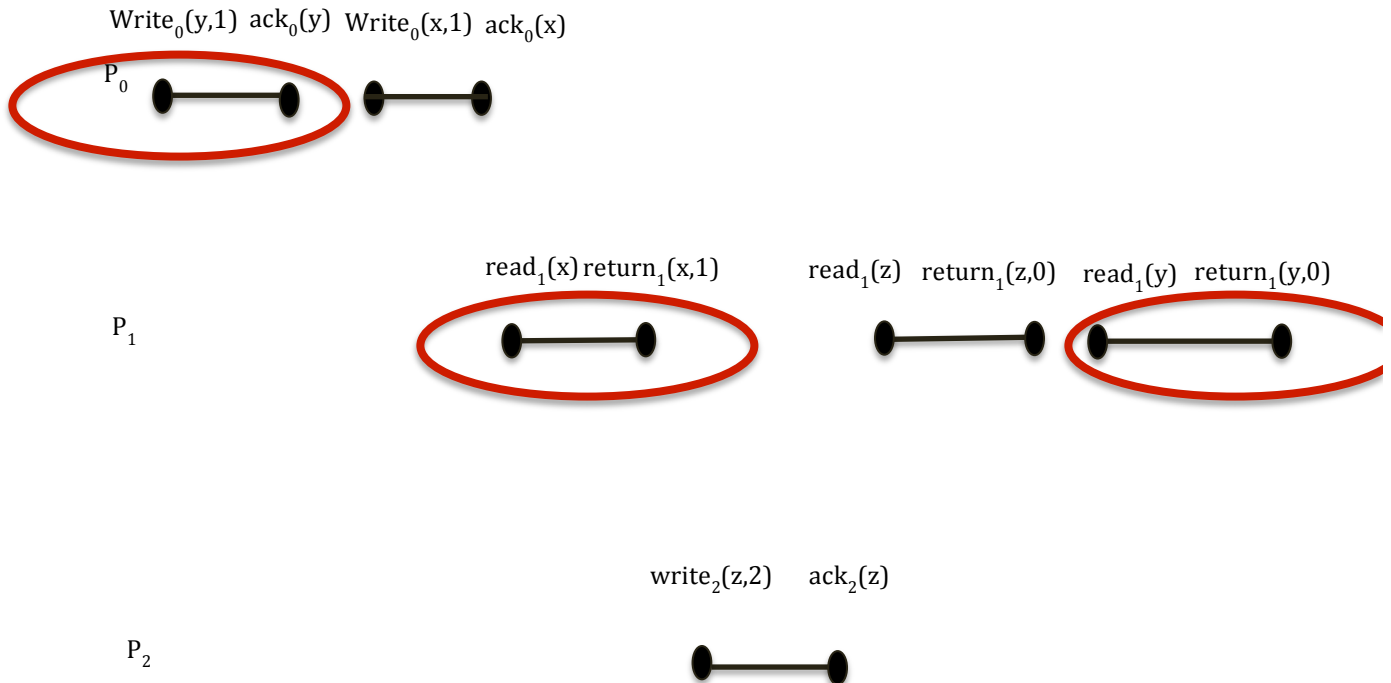 Write₀(y,1) ack₀(y) Write₀(x,1) ack₀(x)
P₀
read₁(x) return₁(x,1) read₁(z) return₁(z,0) read₁(y) return₁(y,0)
P₁
write₂(z,2) ack₂(z)
P₂